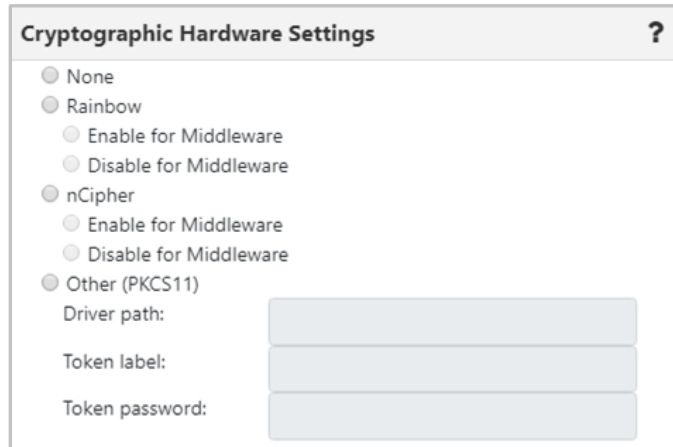 Cryptographic Hardware Settings ?
None
Rainbow
Enable for Middleware
Disable for Middleware
nCipher
Enable for Middleware
Disable for Middleware
Other (PKCS11)
Driver path:
Token label:
Token password: